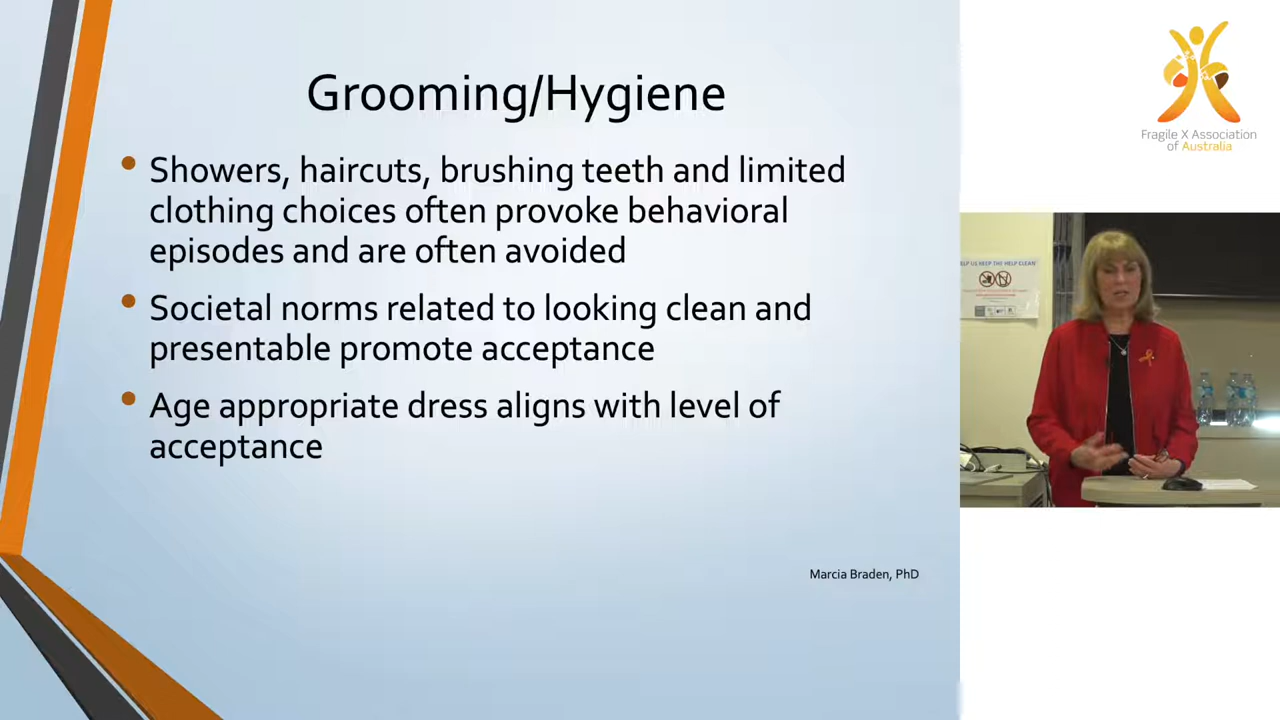 Grooming/Hygiene
• Showers, haircuts, brushing teeth and limited
clothing choices often provoke behavioral
episodes and are often avoided
• Societal norms related to looking clean and
presentable promote acceptance
• Age appropriate dress aligns with level of
acceptance
Marcia Braden, PhD
Fragile X Association
of Australia